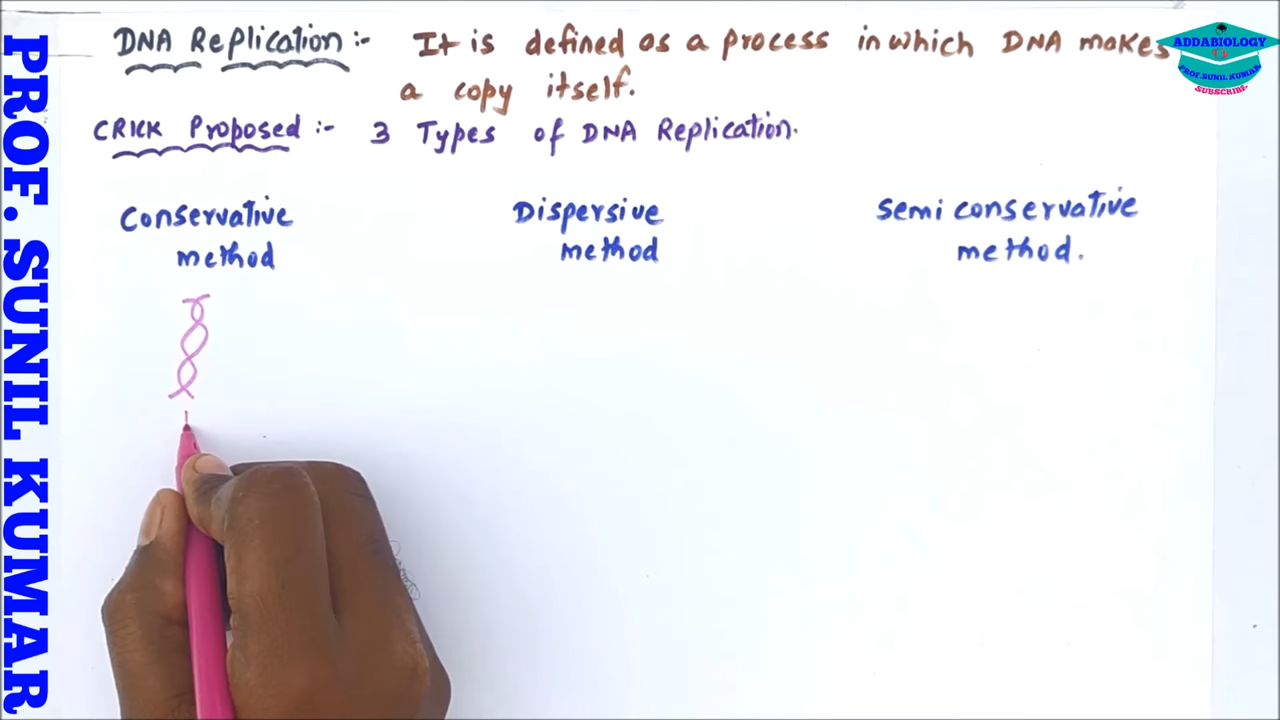 DNA Replication :- It is defined as a process in which DNA makes
a copy itself.
CRICK Proposed :- 3 Types of DNA Replication.
Conservative
method
Dispersive
method
Semi conservative
method.
PROF. SUNIL KUMAR
ADDABIOLOGY
PROF.SUNIL KUMAR
SUBSCRIBE